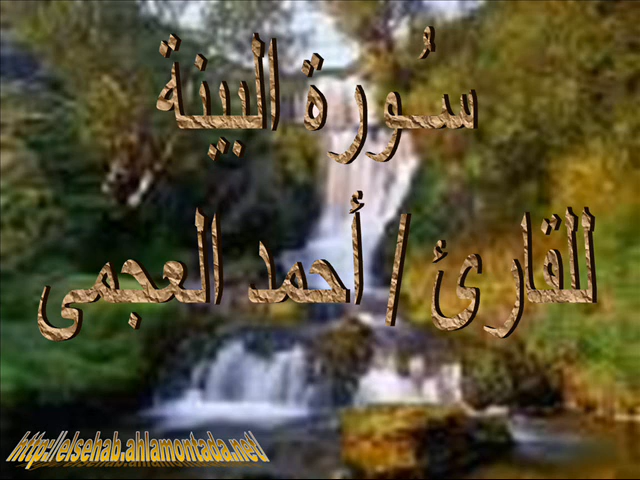 سُورة البينة
للقارئ / أحمد العجمى
http://elsehab.ahlamontada.net/